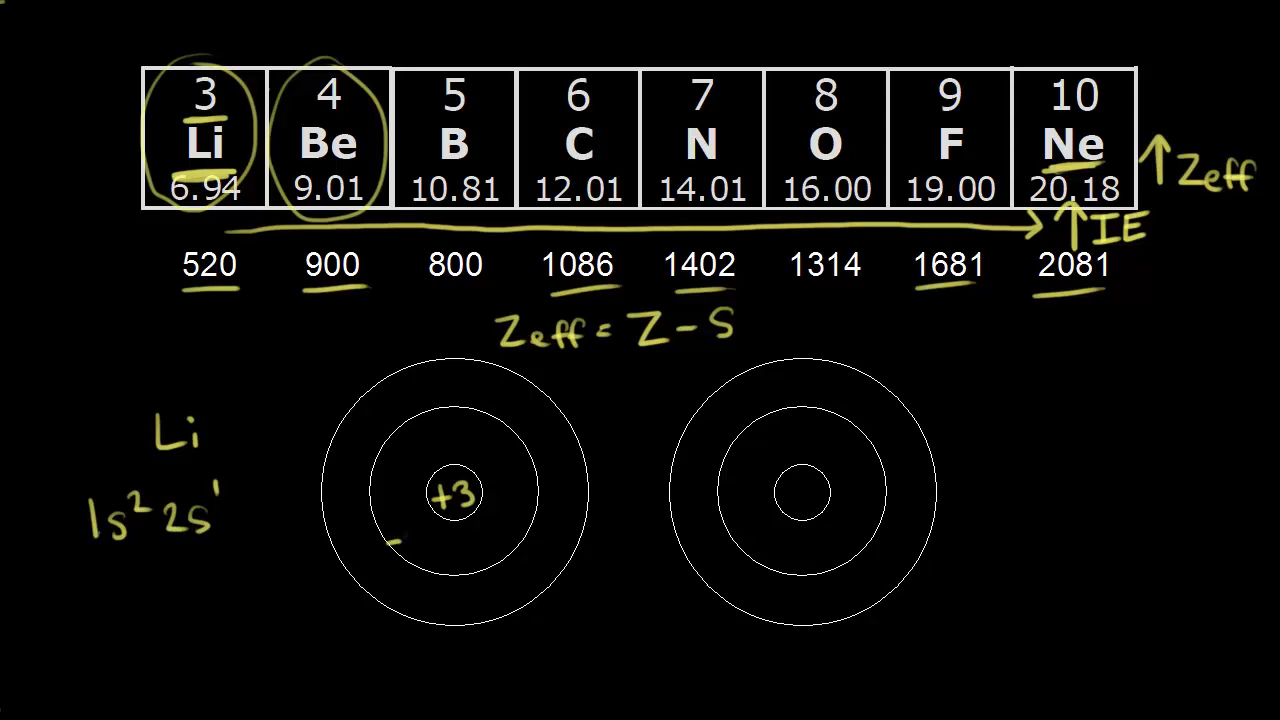 3 4 5 6 7 8 9 10
Li Be B C N O F Ne ↑ Zeff
6.94 9.01 10.81 12.01 14.01 16.00 19.00 20.18
↑ IE
520 900 800 1086 1402 1314 1681 2081
Zeff = Z - S
Li
+3
1s² 2s¹
-